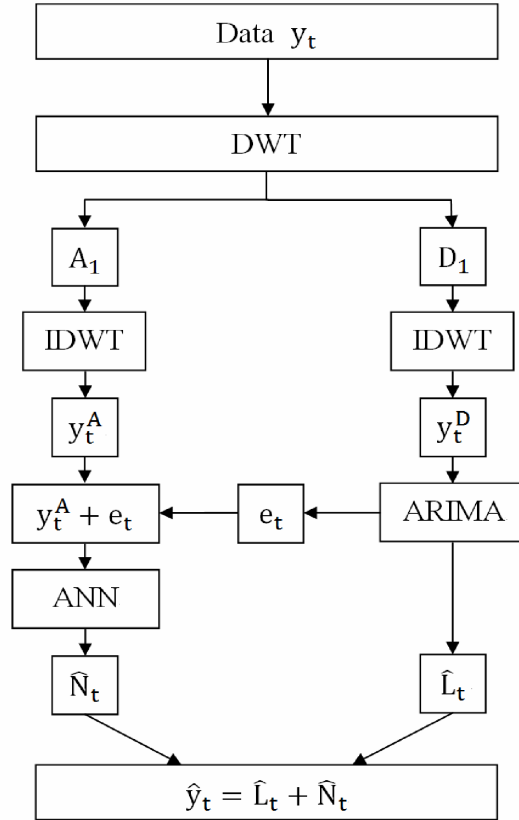 Data y_t
DWT
A_1 D_1
IDWT IDWT
y_t^A y_t^D
y_t^A + e_t e_t ARIMA
ANN
N̂_t L̂_t
ŷ_t = L̂_t + N̂_t